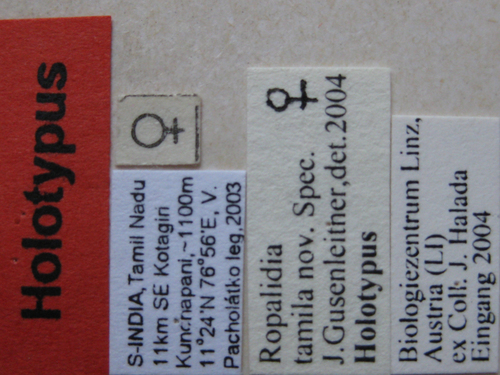 Holotypus
♀
S-INDIA,Tamil Nadu
11km SE Kotagiri
Kunchapani,~1100m
11°24'N 76°56'E, V.
Pacholátko leg,2003
♀
Ropalidia
tamila nov. Spec.
J.Gusenleitner,det.2004
Holotypus
Biologiezentrum Linz,
Austria (LI)
ex Coll. J. Halada
Eingang 2004